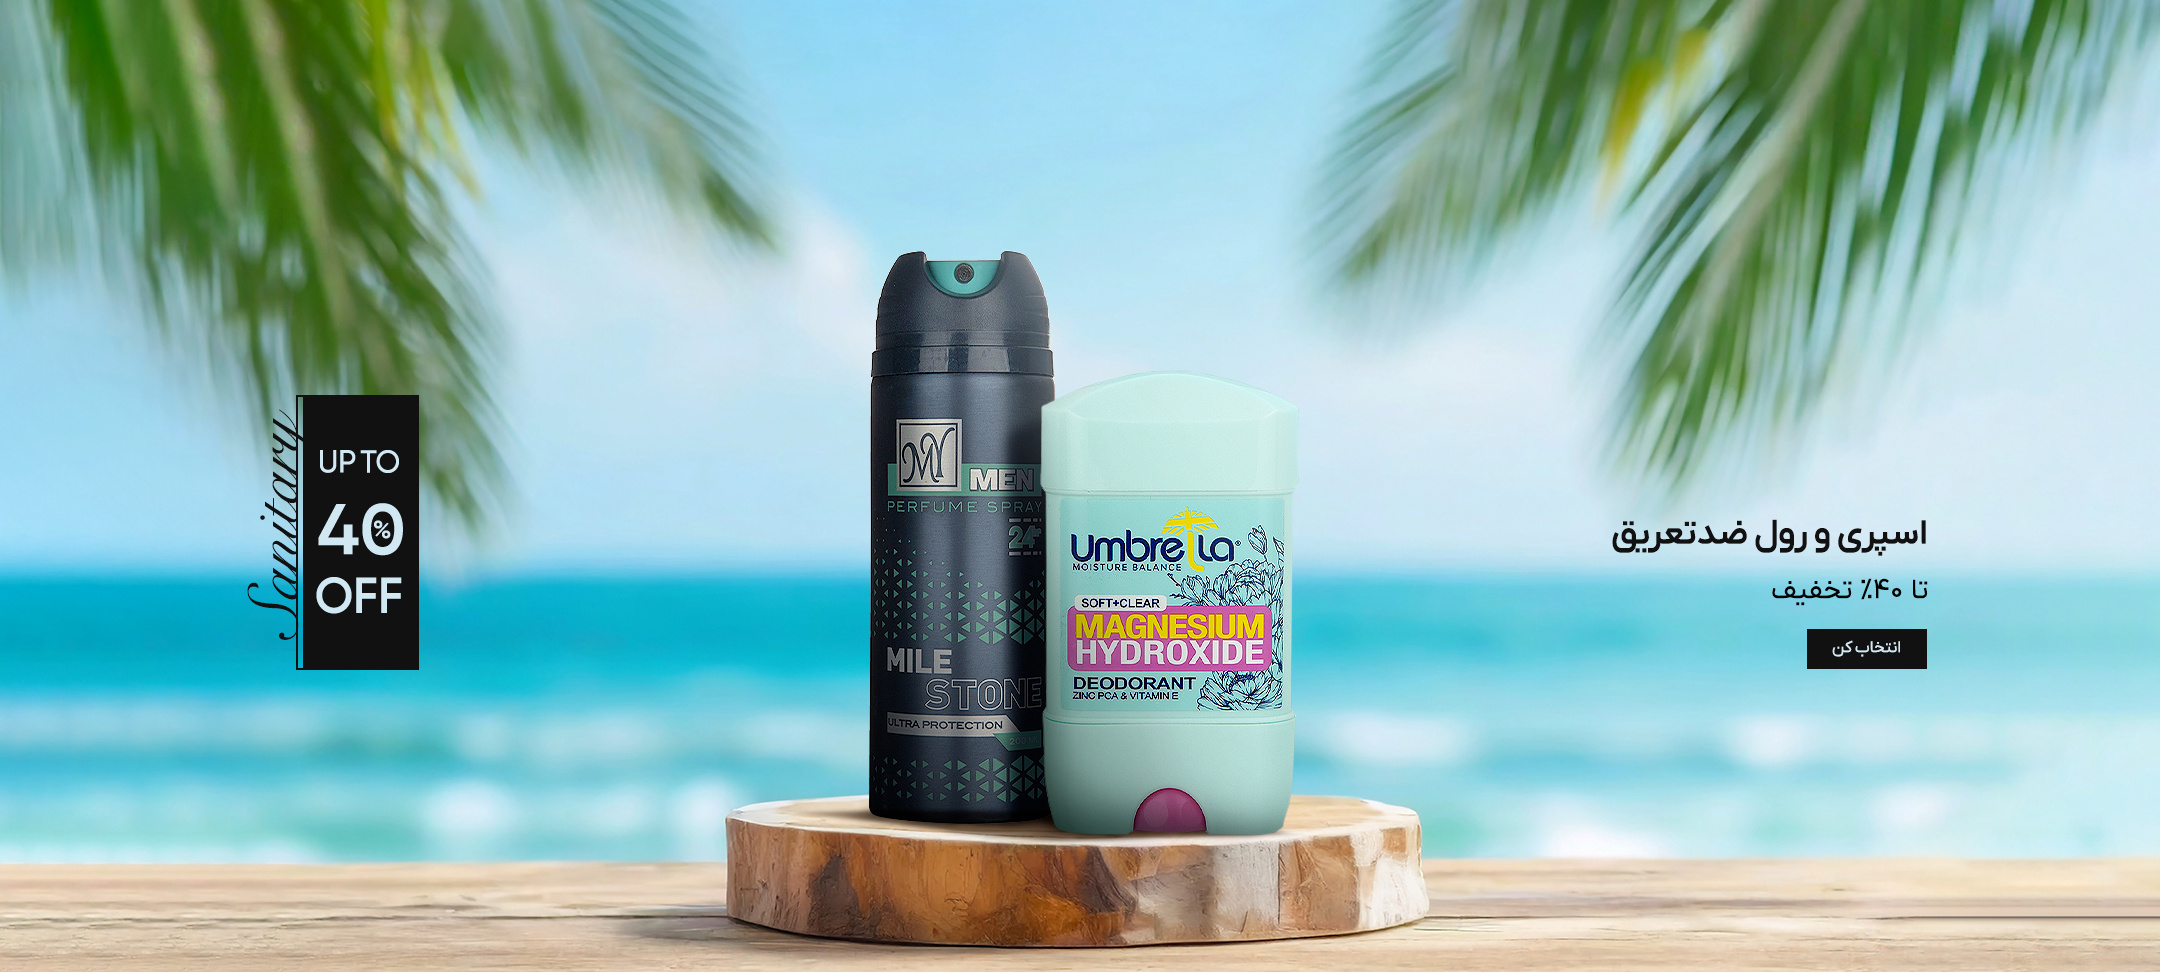 Sanitary
UP TO
40%
OFF
MY
MEN
PERFUME SPRAY
24
MILE
STONE
ULTRA PROTECTION
Umbrella®
MOISTURE BALANCE
SOFT+CLEAR
MAGNESIUM
HYDROXIDE
DEODORANT
ZINC PCA & VITAMIN E
اسپری و رول ضدتعریق
تا ۴۰٪ تخفیف
انتخاب کن